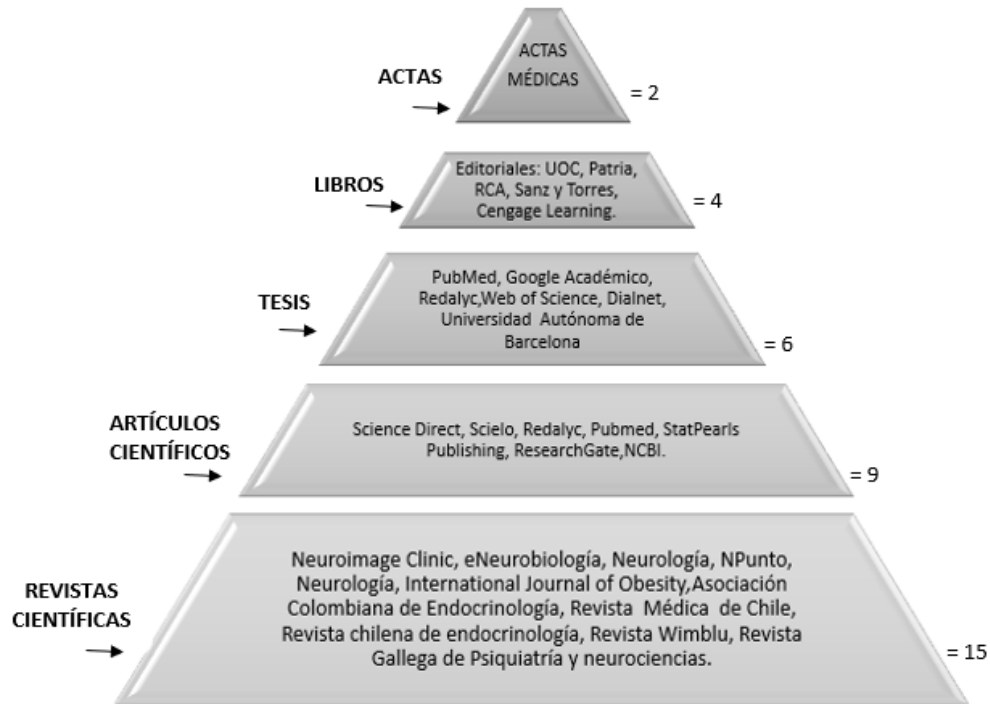 ACTAS
MÉDICAS
ACTAS
= 2
Editoriales: UOC, Patria,
RCA, Sanz y Torres,
Cengage Learning.
LIBROS
= 4
PubMed, Google Académico,
Redalyc,Web of Science, Dialnet,
Universidad Autónoma de
Barcelona
TESIS
= 6
ARTÍCULOS
CIENTÍFICOS
Science Direct, Scielo, Redalyc, Pubmed, StatPearls
Publishing, ResearchGate,NCBI.
= 9
Neuroimage Clinic, eNeurobiología, Neurología, NPunto,
Neurología, International Journal of Obesity,Asociación
Colombiana de Endocrinología, Revista Médica de Chile,
Revista chilena de endocrinología, Revista Wimblu, Revista
Gallega de Psiquiatría y neurociencias.
REVISTAS
CIENTÍFICAS
= 15